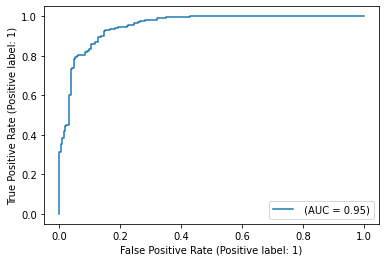 1.0
0.8
0.6
0.4
0.2
0.0
True Positive Rate (Positive label: 1)
(AUC = 0.95)
0.0 0.2 0.4 0.6 0.8 1.0
False Positive Rate (Positive label: 1)